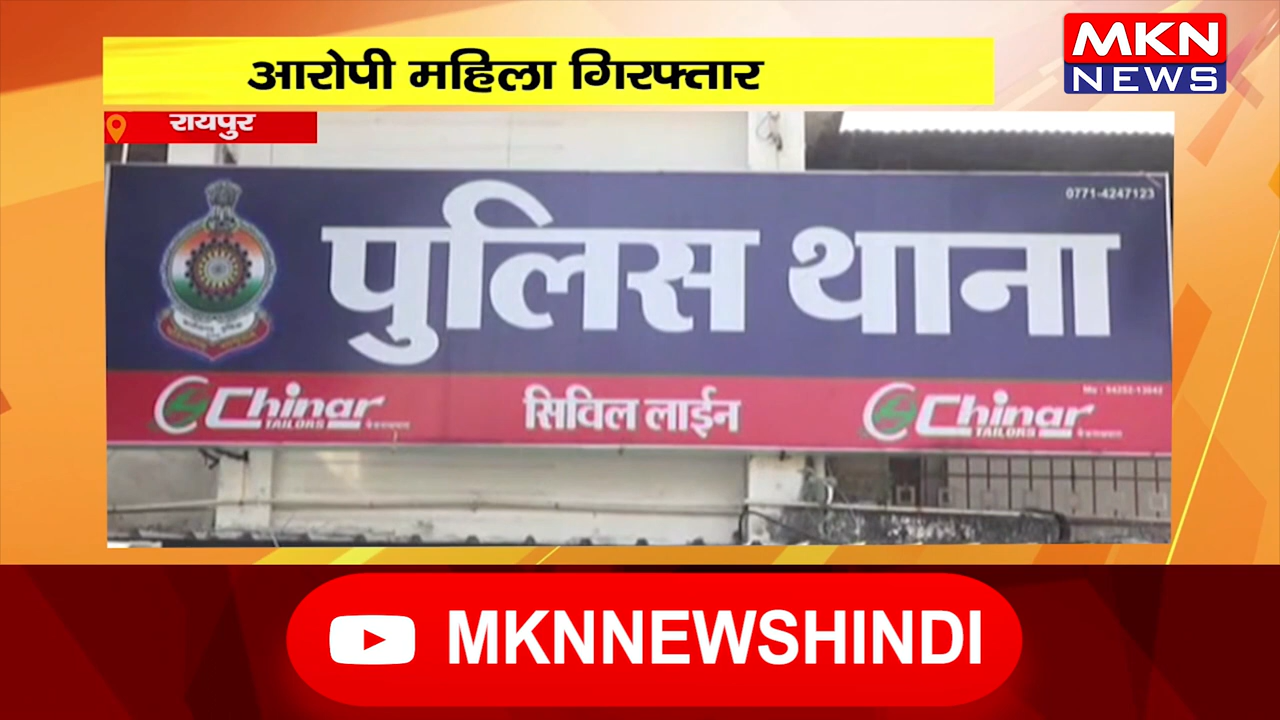 आरोपी महिला गिरफ्तार
MKN
NEWS
रायपुर
0771-4247123
पुलिस थाना
Chinar
TAILORS
सिविल लाईन
Chinar
TAILORS
MKNNEWSHINDI